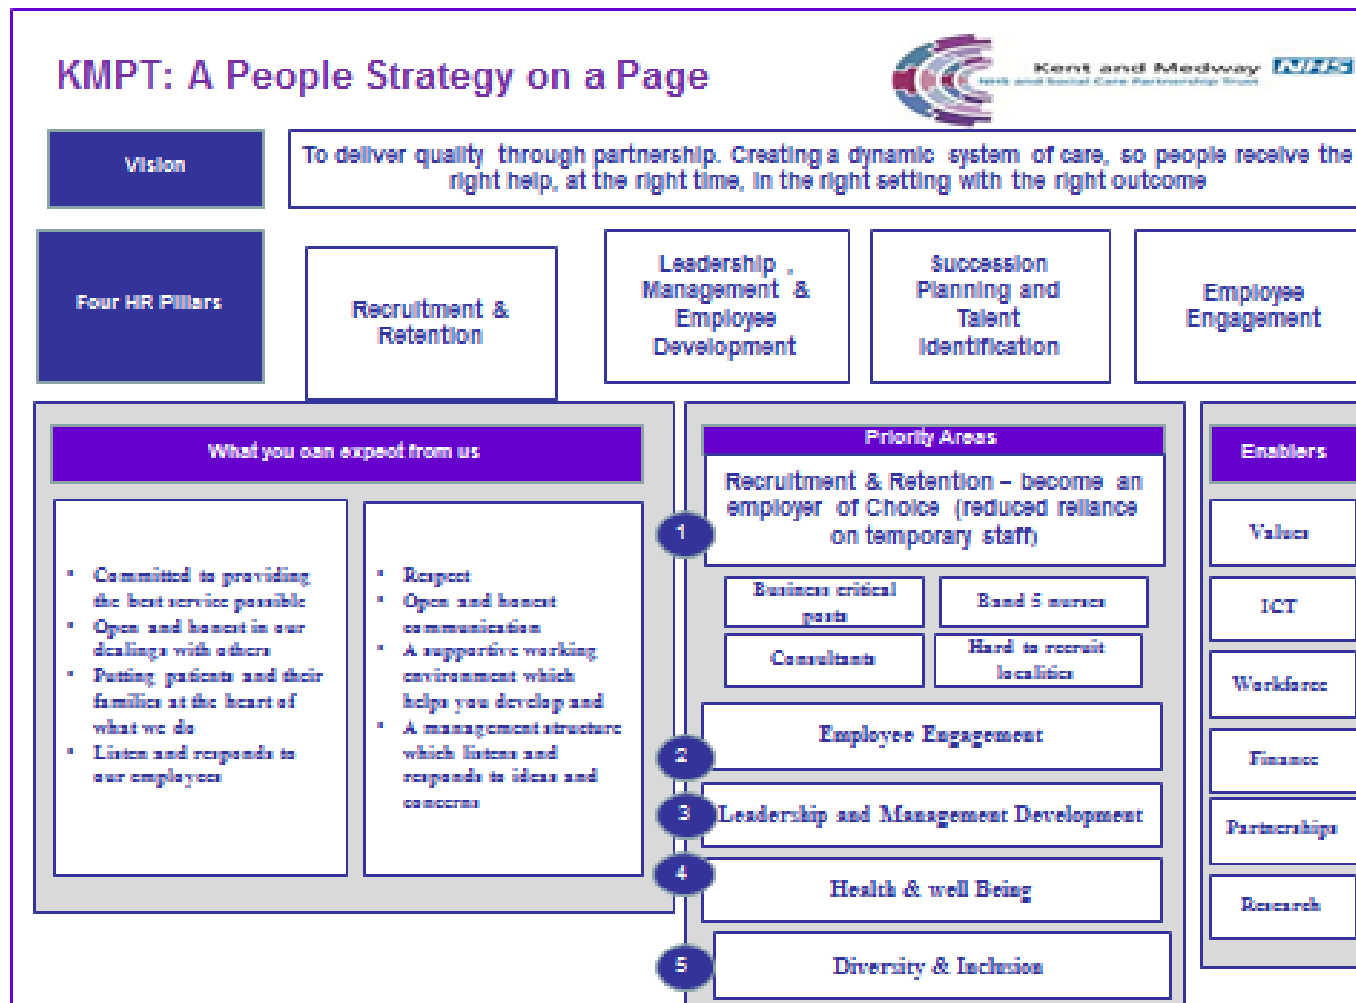 KMPT: A People Strategy on a Page
Kent and Medway NHS
NHS and Social Care Partnership Trust
Vision
To deliver quality through partnership. Creating a dynamic system of care, so people receive the
right help, at the right time, in the right setting with the right outcome
Four HR Pillars
Recruitment &
Retention
Leadership ,
Management &
Employee
Development
Succession
Planning and
Talent
Identification
Employee
Engagement
What you can expect from us
• Committed to providing
the best service possible
• Open and honest in our
dealings with others
• Putting patients and their
families at the heart of
what we do
• Listen and responds to
our employees
• Respect
• Open and honest
communication
• A supportive working
environment which
helps you develop and
• A management structure
which listens and
responds to ideas and
concerns
Priority Areas
1
Recruitment & Retention – become an
employer of Choice (reduced reliance
on temporary staff)
Business critical
posts
Band 5 nurses
Consultants
Hard to recruit
localities
2
Employee Engagement
3
Leadership and Management Development
4
Health & well Being
5
Diversity & Inclusion
Enablers
Values
ICT
Workforce
Finance
Partnerships
Research